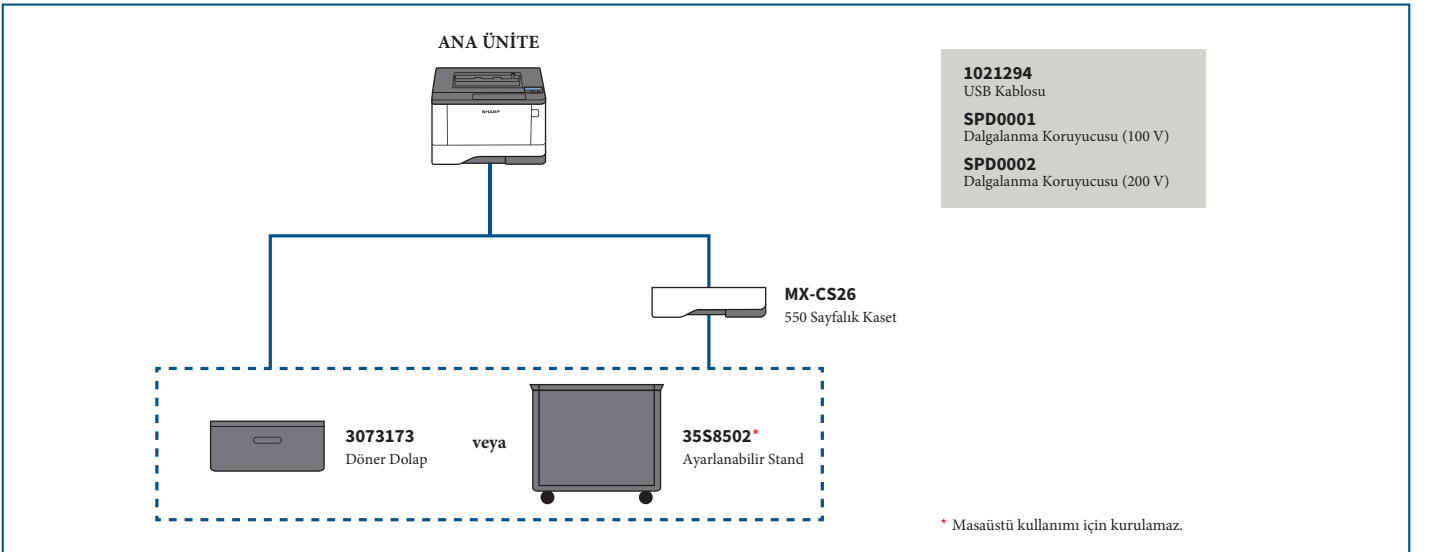 ANA ÜNİTE
SHARP
1021294
USB Kablosu
SPD0001
Dalgalanma Koruyucusu (100 V)
SPD0002
Dalgalanma Koruyucusu (200 V)
MX-CS26
550 Sayfalık Kaset
3073173
Döner Dolap
veya
35S8502*
Ayarlanabilir Stand
* Masaüstü kullanımı için kurulamaz.